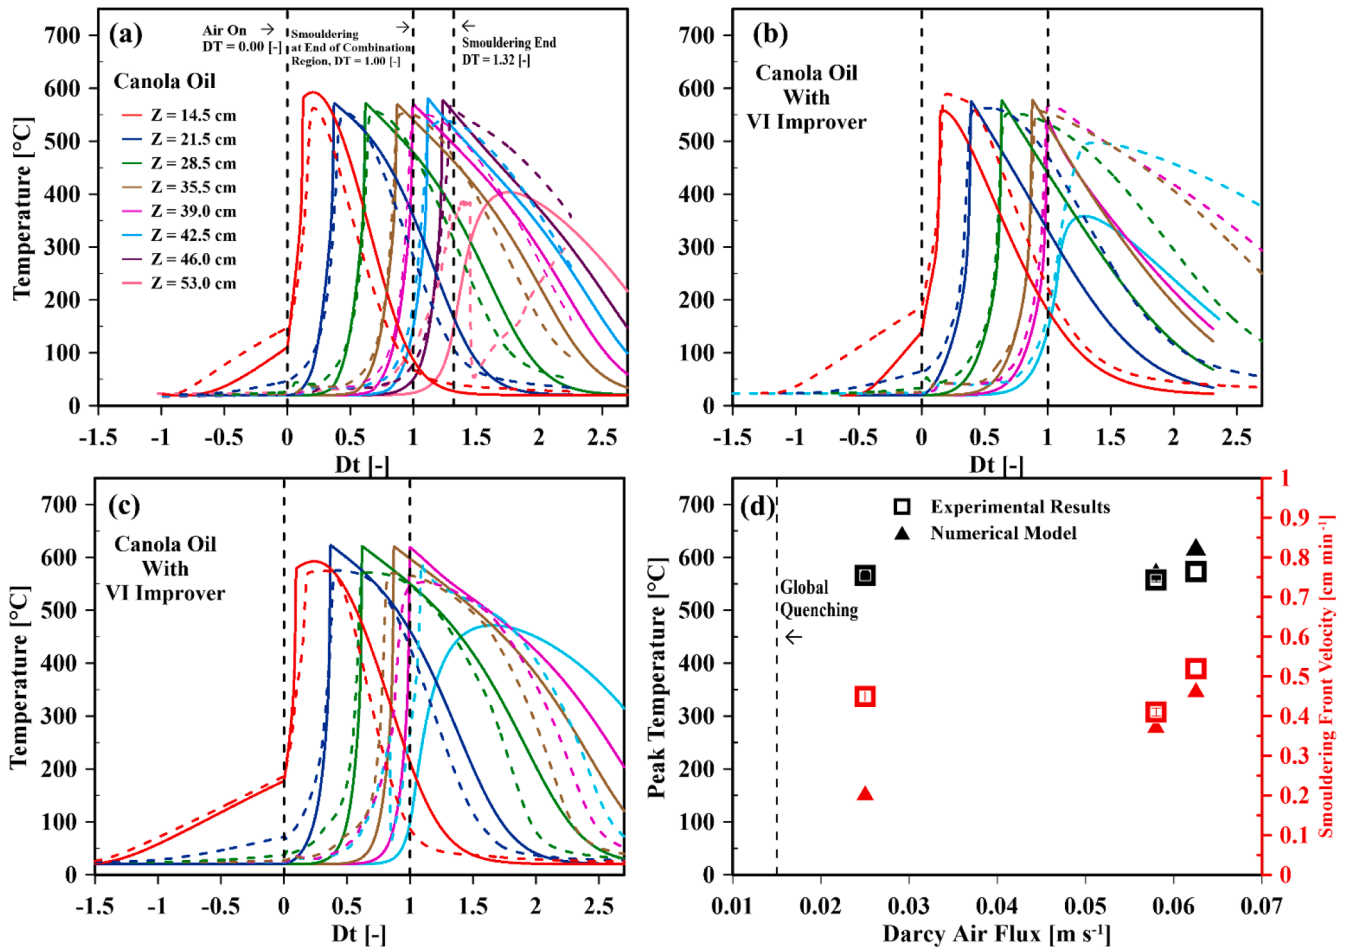 (a)
Air On
DT = 0.00 [-]
Smouldering
at End of Combination
Region, DT = 1.00 [-]
Smouldering End
DT = 1.32 [-]
Canola Oil
Z = 14.5 cm
Z = 21.5 cm
Z = 28.5 cm
Z = 35.5 cm
Z = 39.0 cm
Z = 42.5 cm
Z = 46.0 cm
Z = 53.0 cm
Temperature [°C]
700
600
500
400
300
200
100
0
-1.5 -1 -0.5 0 0.5 1 1.5 2 2.5
Dt [-]
(b)
Canola Oil
With
VI Improver
Temperature [°C]
700
600
500
400
300
200
100
0
-1.5 -1 -0.5 0 0.5 1 1.5 2 2.5
Dt [-]
(c)
Canola Oil
With
VI Improver
Temperature [°C]
700
600
500
400
300
200
100
0
-1.5 -1 -0.5 0 0.5 1 1.5 2 2.5
Dt [-]
(d)
Experimental Results
Numerical Model
Global
Quenching
Peak Temperature [°C]
700
600
500
400
300
200
100
0
0.01 0.02 0.03 0.04 0.05 0.06 0.07
Darcy Air Flux [m s⁻¹]
1
0.9
0.8
0.7
0.6
0.5
0.4
0.3
0.2
0.1
0
Smouldering Front Velocity [cm min⁻¹]